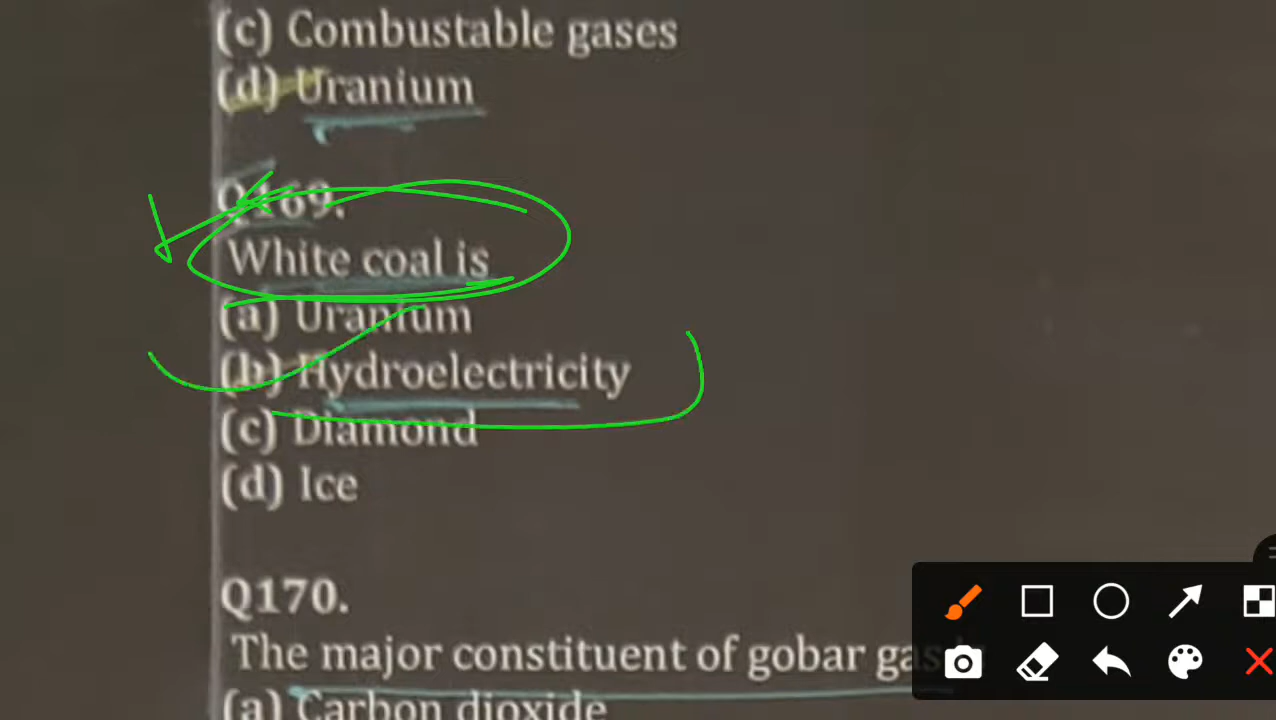 (c) Combustable gases
(d) Uranium
Q169.
White coal is
(a) Uranium
(b) Hydroelectricity
(c) Diamond
(d) Ice
Q170.
The major constituent of gobar gas
(a) Carbon dioxide